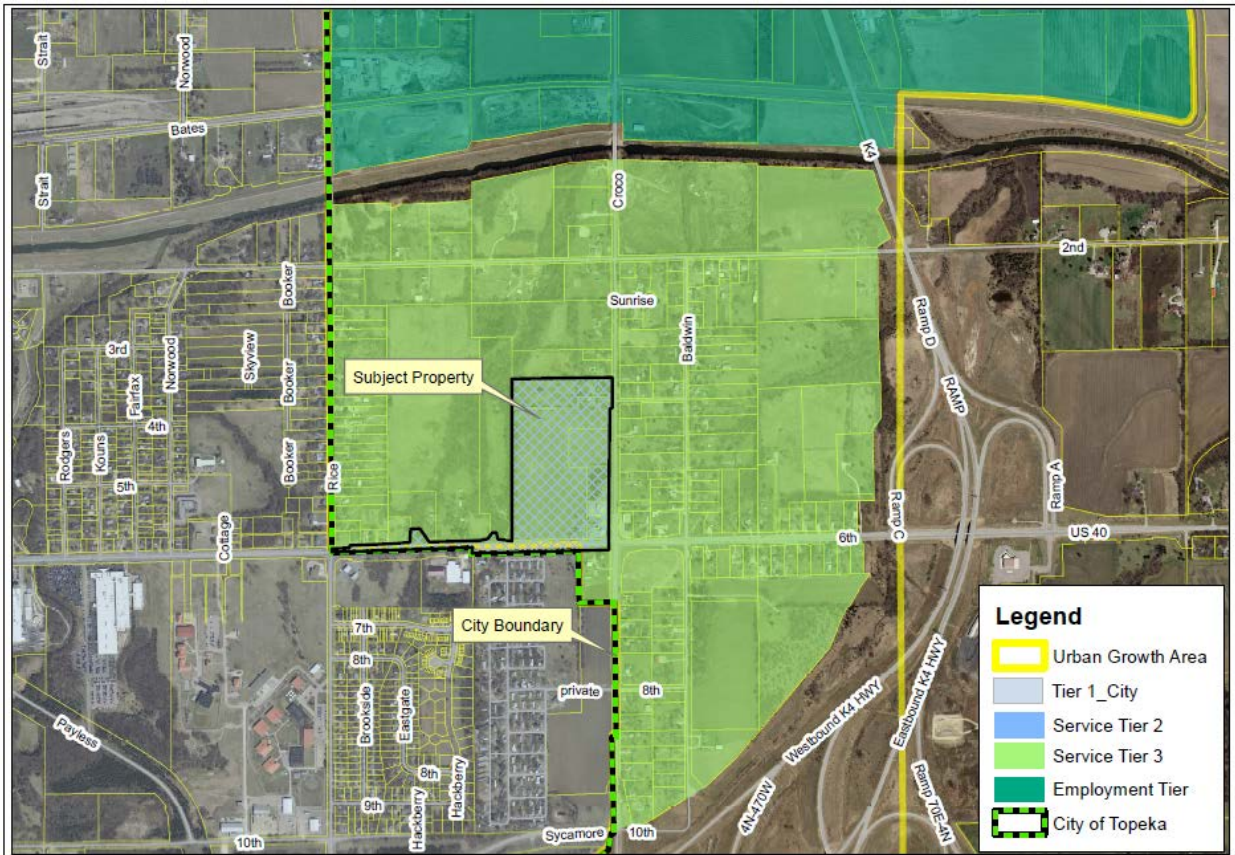 Strait
Norwood
Bates
Strait
K4
Croco
2nd
Booker
Sunrise
Baldwin
Ramp D
3rd
Fairfax
Norwood
Skyview
Booker
Subject Property
RAMP
Rodgers
Kouns
4th
5th
Booker
Rice
Ramp C
Ramp A
Cottage
6th
US 40
7th
City Boundary
8th
Brookside
Eastgate
private
8th
Payless
8th
9th
Hackberry
Hackberry
10th
Sycamore
10th
Westbound K4 HWY
Eastbound K4 HWY
4N-470W
Ramp 70E-4N
Legend
Urban Growth Area
Tier 1_City
Service Tier 2
Service Tier 3
Employment Tier
City of Topeka